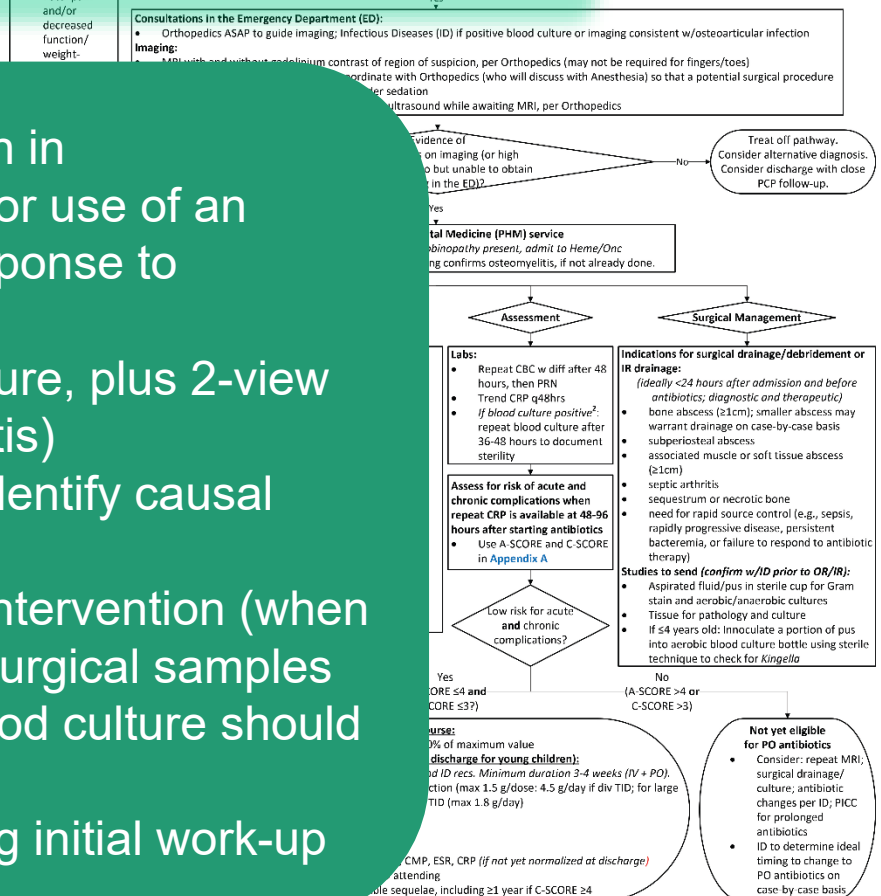 and/or
decreased
function/
weight-
Consultations in the Emergency Department (ED):
• Orthopedics ASAP to guide imaging; Infectious Diseases (ID) if positive blood culture or imaging consistent w/osteoarticular infection
Imaging:
• MRI with and without gadolinium contrast of region of suspicion, per Orthopedics (may not be required for fingers/toes)
oordinate with Orthopedics (who will discuss with Anesthesia) so that a potential surgical procedure
der sedation
ultrasound while awaiting MRI, per Orthopedics
n in
or use of an
ponse to
ure, plus 2-view
tis)
dentify causal
ntervention (when
urgical samples
od culture should
g initial work-up
Evidence of
s on imaging (or high
o but unable to obtain
g in the ED)?
No
Treat off pathway.
Consider alternative diagnosis.
Consider discharge with close
PCP follow-up.
Yes
tal Medicine (PHM) service
obinopathy present, admit to Heme/Onc
ng confirms osteomyelitis, if not already done.
Assessment
Labs:
• Repeat CBC w diff after 48
hours, then PRN
• Trend CRP q48hrs
• If blood culture positive²:
repeat blood culture after
36-48 hours to document
sterility
Assess for risk of acute and
chronic complications when
repeat CRP is available at 48-96
hours after starting antibiotics
• Use A-SCORE and C-SCORE
in Appendix A
Low risk for acute
and chronic
complications?
Surgical Management
Indications for surgical drainage/debridement or
IR drainage:
(ideally <24 hours after admission and before
antibiotics; diagnostic and therapeutic)
• bone abscess (≥1cm); smaller abscess may
warrant drainage on case-by-case basis
• subperiosteal abscess
• associated muscle or soft tissue abscess
(≥1cm)
• septic arthritis
• sequestrum or necrotic bone
• need for rapid source control (e.g., sepsis,
rapidly progressive disease, persistent
bacteremia, or failure to respond to antibiotic
therapy)
Studies to send (confirm w/ID prior to OR/IR):
• Aspirated fluid/pus in sterile cup for Gram
stain and aerobic/anaerobic cultures
• Tissue for pathology and culture
• If ≤4 years old: Innoculate a portion of pus
into aerobic blood culture bottle using sterile
technique to check for Kingella
Yes
CORE ≤4 and
CORE ≤3?)
No
(A-SCORE >4 or
C-SCORE >3)
urse:
0% of maximum value
discharge for young children):
nd ID recs. Minimum duration 3-4 weeks (IV + PO).
ction (max 1.5 g/dose: 4.5 g/day if div TID; for large
TID (max 1.8 g/day)
, CMP, ESR, CRP (if not yet normalized at discharge)
attending
ble sequelae, including ≥1 year if C-SCORE ≥4
Not yet eligible
for PO antibiotics
• Consider: repeat MRI;
surgical drainage/
culture; antibiotic
changes per ID; PICC
for prolonged
antibiotics
• ID to determine ideal
timing to change to
PO antibiotics on
case-by-case basis